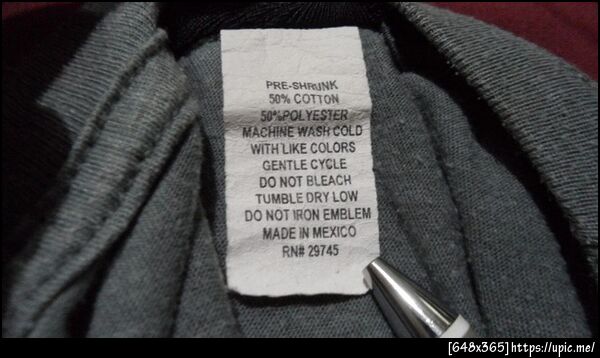 PRE-SHRUNK
50% COTTON
50%POLYESTER
MACHINE WASH COLD
WITH LIKE COLORS
GENTLE CYCLE
DO NOT BLEACH
TUMBLE DRY LOW
DO NOT IRON EMBLEM
MADE IN MEXICO
RN# 29745
[648x365]https://upic.me/